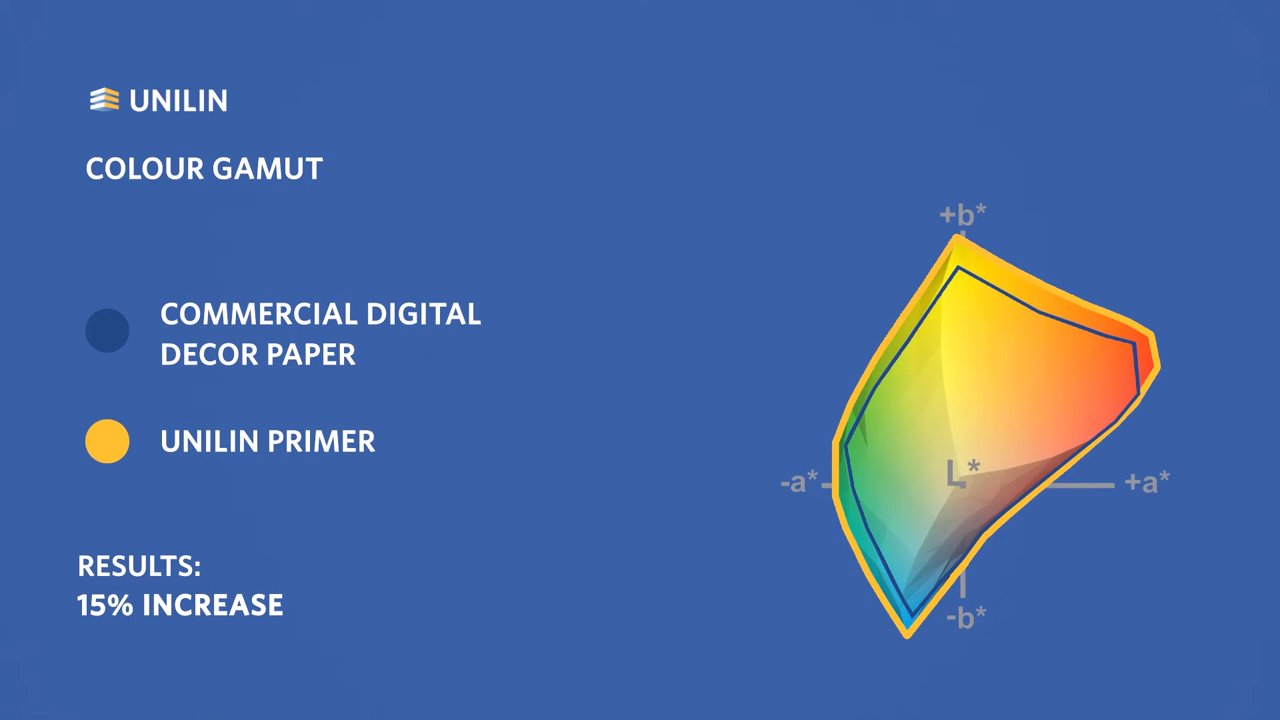 UNILIN
COLOUR GAMUT
COMMERCIAL DIGITAL
DECOR PAPER
UNILIN PRIMER
RESULTS:
15% INCREASE
+b*
L*
-a*
+a*
-b*